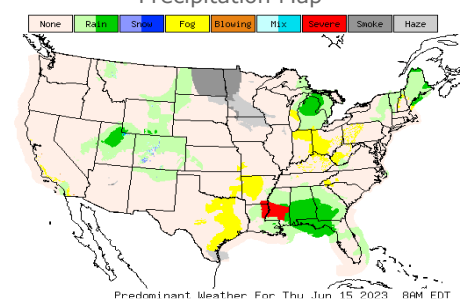 Precipitation Map
None Rain Snow Fog Blowing Mix Severe Smoke Haze
Predominant Weather For Thu Jun 15 2023 8AM EDT